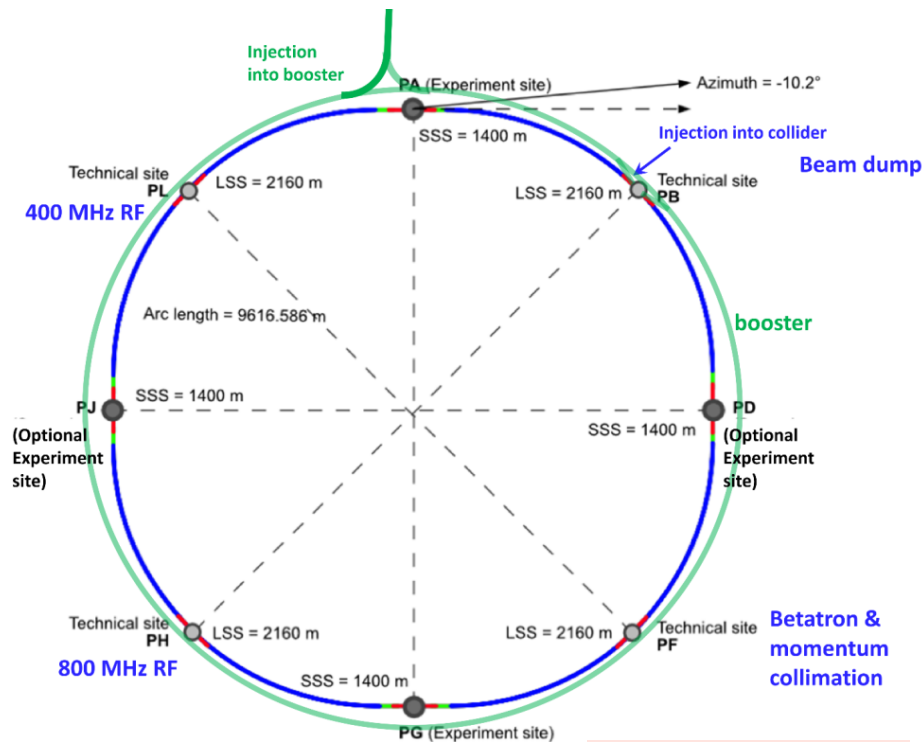 Injection
into booster
PA (Experiment site)
Azimuth = -10.2°
SSS = 1400 m
Injection into collider
Beam dump
Technical site
PL
LSS = 2160 m
400 MHz RF
LSS = 2160 m
Technical site
PB
Arc length = 9616.586 m
booster
SSS = 1400 m
PJ
(Optional
Experiment
site)
PD
SSS = 1400 m
(Optional
Experiment
site)
Technical site
PH
LSS = 2160 m
800 MHz RF
LSS = 2160 m
Technical site
PF
Betatron &
momentum
collimation
SSS = 1400 m
PG (Experiment site)